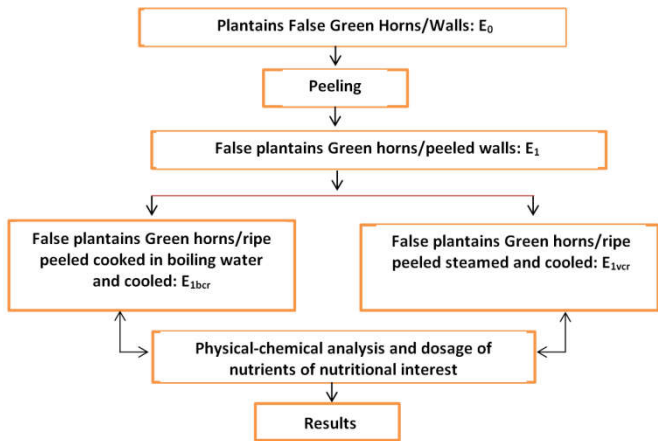 Plantains False Green Horns/Walls: E0
Peeling
False plantains Green horns/peeled walls: E1
False plantains Green horns/ripe
peeled cooked in boiling water
and cooled: E1bcr
False plantains Green horns/ripe
peeled steamed and cooled: E1vcr
Physical-chemical analysis and dosage of
nutrients of nutritional interest
Results